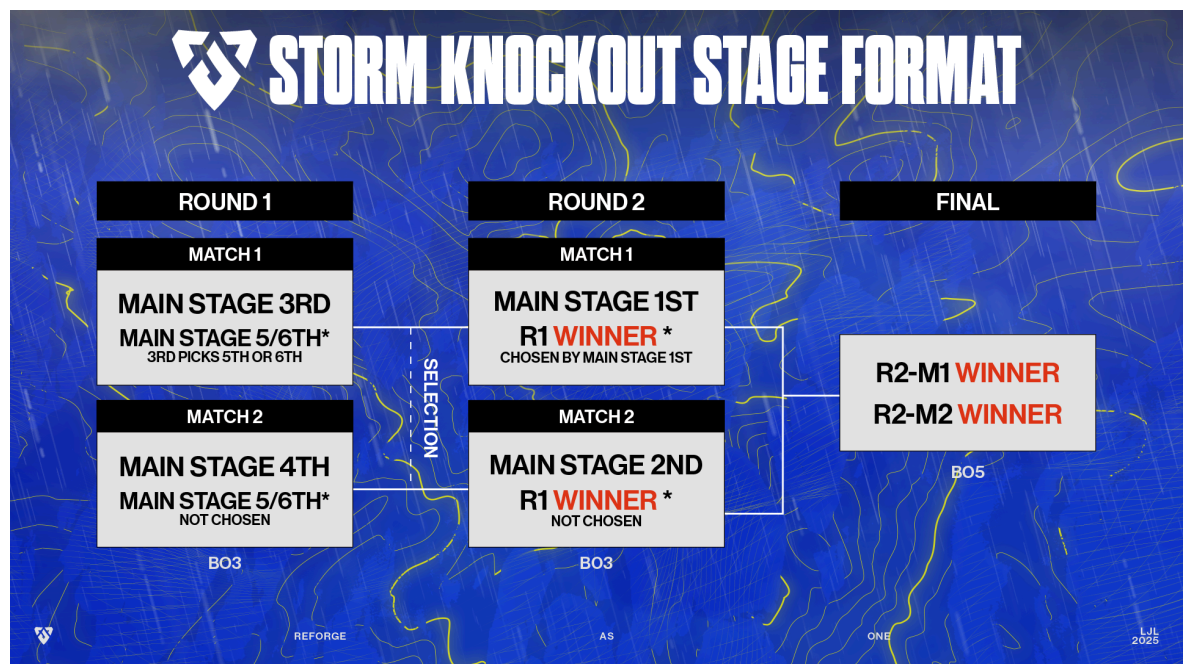 STORM KNOCKOUT STAGE FORMAT
ROUND 1
MATCH 1
MAIN STAGE 3RD
MAIN STAGE 5/6TH*
3RD PICKS 5TH OR 6TH
MATCH 2
MAIN STAGE 4TH
MAIN STAGE 5/6TH*
NOT CHOSEN
BO3
SELECTION
ROUND 2
MATCH 1
MAIN STAGE 1ST
R1 WINNER *
CHOSEN BY MAIN STAGE 1ST
MATCH 2
MAIN STAGE 2ND
R1 WINNER *
NOT CHOSEN
BO3
FINAL
R2-M1 WINNER
R2-M2 WINNER
BO5
REFORGE
AS
ONE
LJL
2025